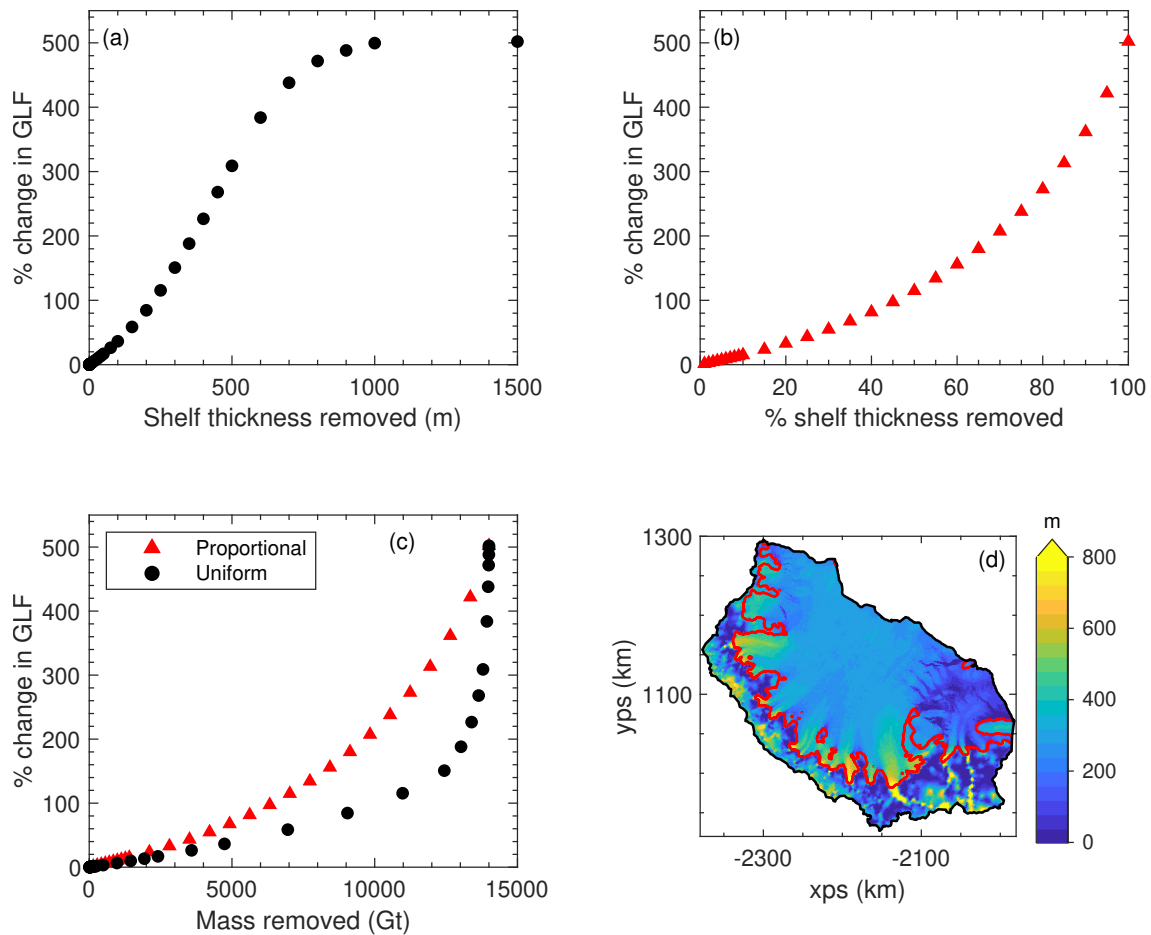 (a)
500
400
300
200
100
0
% change in GLF
0 500 1000 1500
Shelf thickness removed (m)
(b)
500
400
300
200
100
0
% change in GLF
20 40 60 80 100
% shelf thickness removed
(c)
Proportional
Uniform
500
400
300
200
100
0
% change in GLF
0 5000 10000 15000
Mass removed (Gt)
(d)
1300
1100
yps (km)
-2300 -2100
xps (km)
m
800
600
400
200
0